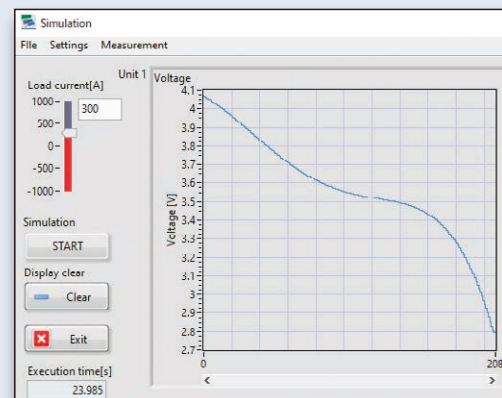 Simulation
FIle Settings Measurement
Unit 1
Load current[A]
1000
500
0
-500
-1000
300
Simulation
START
Display clear
Clear
Exit
Execution time[s]
23.985
Voltage
Voltage [V]
4.1
4
3.9
3.8
3.7
3.6
3.5
3.4
3.3
3.2
3.1
3
2.9
2.8
2.7
0
208